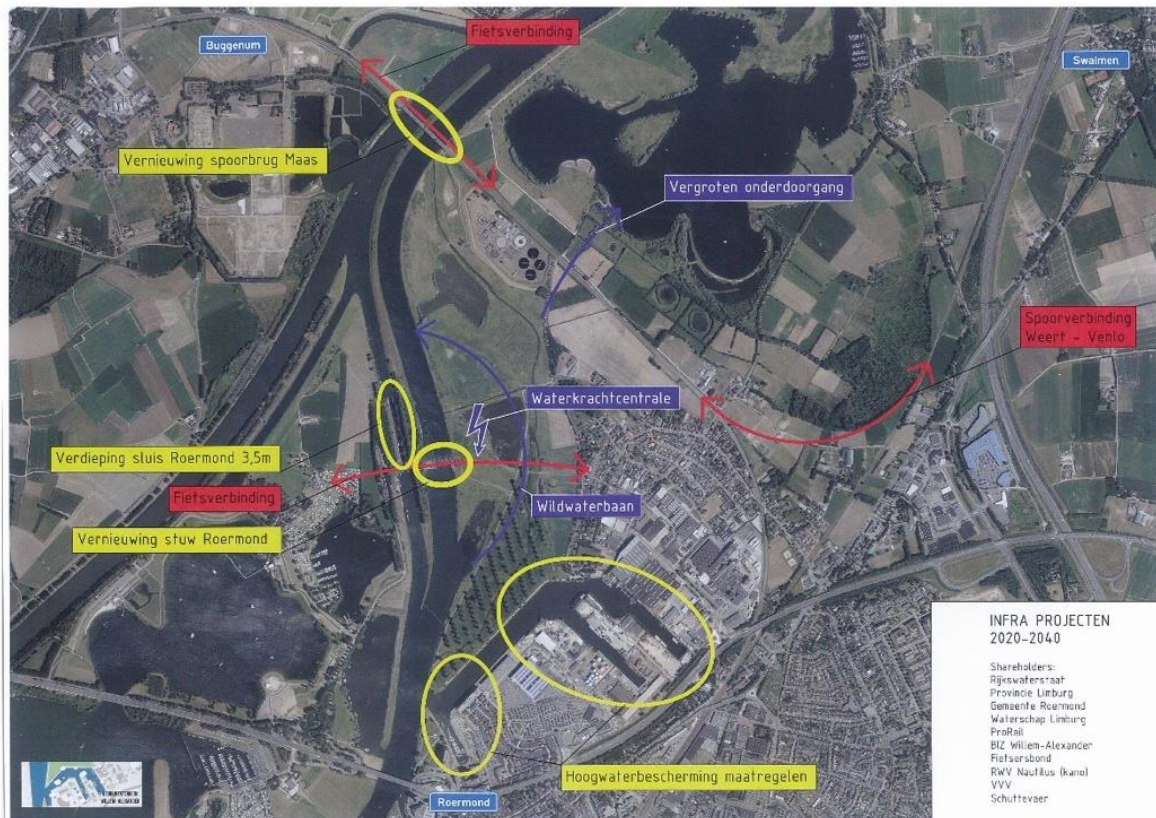 Buggenum
Fietsverbinding
Swalmen
Vernieuwing spoorbrug Maas
Vergroten onderdoorgang
Spoorverbinding
Weert - Venlo
Waterkrachtcentrale
Verdieping sluis Roermond 3,5m
Fietsverbinding
Wildwaterbaan
Vernieuwing stuw Roermond
Hoogwaterbescherming maatregelen
Roermond
INFRA PROJECTEN
2020-2040
Shareholders:
Rijkswaterstaat
Provincie Limburg
Gemeente Roermond
Waterschap Limburg
ProRail
BIZ Willem-Alexander
Fietsersbond
RWV Nautilus (kano)
VVV
Schuttevaer
WILLEM ALEXANDER